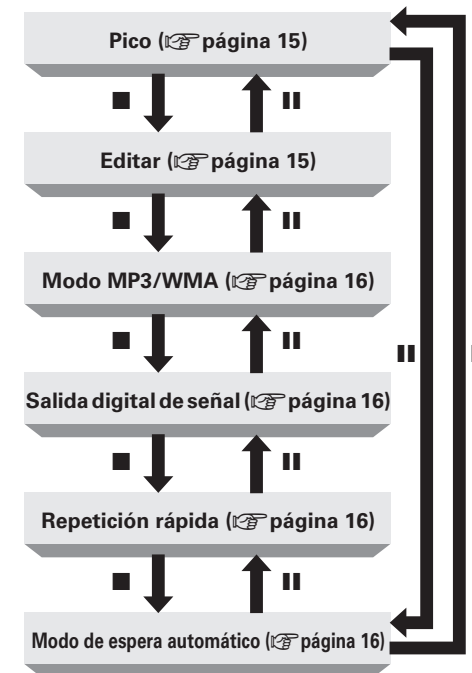 Pico (☞ página 15)
■ ⏸
Editar (☞ página 15)
■ ⏸
Modo MP3/WMA (☞ página 16)
■ ⏸
Salida digital de señal (☞ página 16)
■ ⏸
Repetición rápida (☞ página 16)
■ ⏸
Modo de espera automático (☞ página 16)